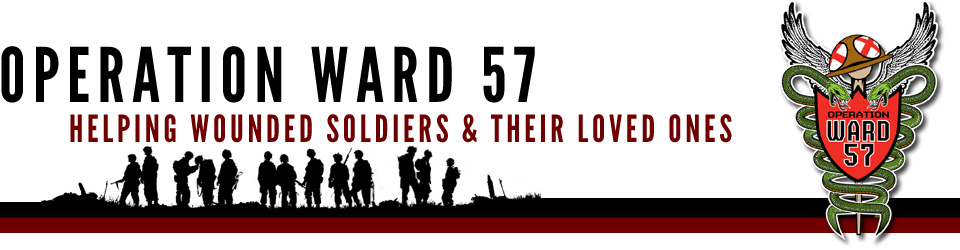 OPERATION WARD 57
HELPING WOUNDED SOLDIERS & THEIR LOVED ONES
OPERATION
WARD
57